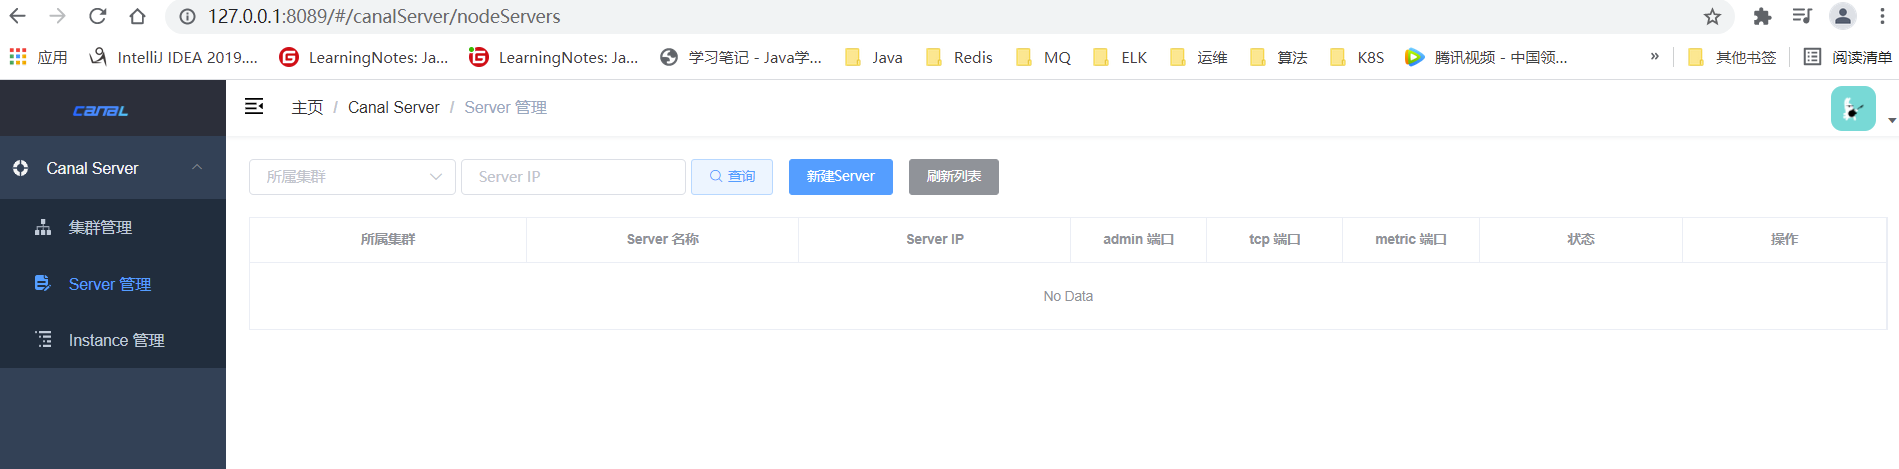 127.0.0.1:8089/#/canalServer/nodeServers
应用 IntelliJ IDEA 2019.... LearningNotes: Ja... LearningNotes: Ja... 学习笔记 - Java学... Java Redis MQ ELK 运维 算法 K8S 腾讯视频 - 中国领... » 其他书签 阅读清单
canal 主页 / Canal Server / Server 管理
Canal Server
所属集群 Server IP 查询 新建Server 刷新列表
集群管理
所属集群 Server 名称 Server IP admin 端口 tcp 端口 metric 端口 状态 操作
Server 管理
No Data
Instance 管理